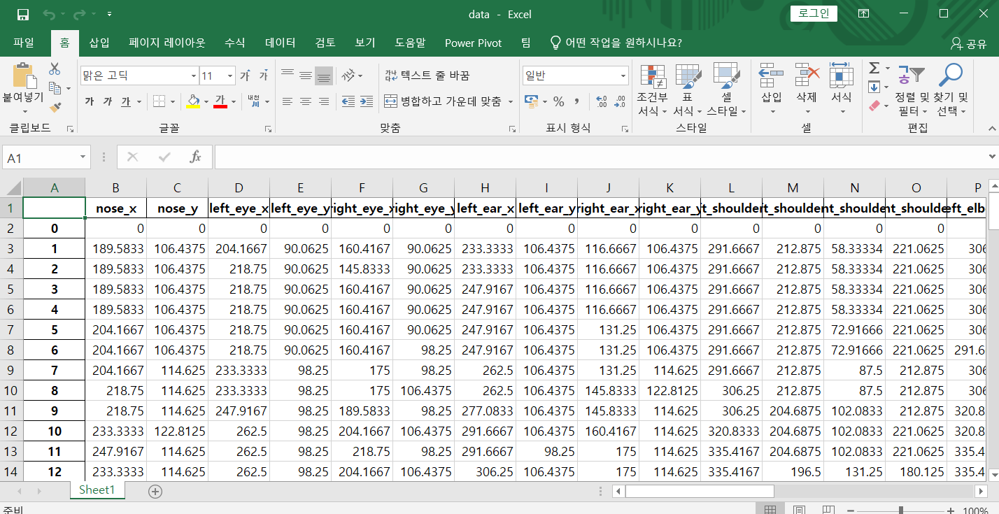 data - Excel
로그인
파일 홈 삽입 페이지 레이아웃 수식 데이터 검토 보기 도움말 Power Pivot 팀 어떤 작업을 원하시나요? 공유
붙여넣기
맑은 고딕 11 가 가
가 가 가 가 내천
텍스트 줄 바꿈
병합하고 가운데 맞춤
일반
% ,
조건부 서식
표 서식
셀 스타일
삽입 삭제 서식
정렬 및 필터
찾기 및 선택
클립보드 글꼴 맞춤 표시 형식 스타일 셀 편집
A1 fx
A B C D E F G H I J K L M N O P
1 nose_x nose_y left_eye_x left_eye_y ight_eye_x ight_eye_y left_ear_x left_ear_y right_ear_x right_ear_y t_shoulder t_shoulder nt_shoulde nt_shoulde eft_elb
2 0 0 0 0 0 0 0 0 0 0 0 0 0 0 0
3 1 189.5833 106.4375 204.1667 90.0625 160.4167 90.0625 233.3333 106.4375 116.6667 106.4375 291.6667 212.875 58.33334 221.0625 306
4 2 189.5833 106.4375 218.75 90.0625 145.8333 90.0625 233.3333 106.4375 116.6667 106.4375 291.6667 212.875 58.33334 221.0625 306
5 3 189.5833 106.4375 218.75 90.0625 160.4167 90.0625 247.9167 106.4375 116.6667 106.4375 291.6667 212.875 58.33334 221.0625 306
6 4 189.5833 106.4375 218.75 90.0625 160.4167 90.0625 247.9167 106.4375 116.6667 106.4375 291.6667 212.875 58.33334 221.0625 306
7 5 204.1667 106.4375 218.75 90.0625 160.4167 90.0625 247.9167 106.4375 131.25 106.4375 291.6667 212.875 72.91666 221.0625 306
8 6 204.1667 106.4375 218.75 90.0625 160.4167 98.25 247.9167 106.4375 131.25 106.4375 291.6667 212.875 72.91666 221.0625 291.6
9 7 204.1667 114.625 233.3333 98.25 175 98.25 262.5 106.4375 131.25 114.625 291.6667 212.875 87.5 212.875 306
10 8 218.75 114.625 233.3333 98.25 175 106.4375 262.5 106.4375 145.8333 122.8125 306.25 212.875 87.5 212.875 306
11 9 218.75 114.625 247.9167 98.25 189.5833 98.25 277.0833 106.4375 145.8333 114.625 306.25 204.6875 102.0833 212.875 320.8
12 10 233.3333 122.8125 262.5 98.25 204.1667 106.4375 291.6667 106.4375 160.4167 114.625 320.8333 204.6875 102.0833 221.0625 320.8
13 11 247.9167 114.625 262.5 98.25 218.75 98.25 291.6667 98.25 175 114.625 335.4167 204.6875 102.0833 221.0625 335.4
14 12 233.3333 114.625 262.5 98.25 204.1667 106.4375 306.25 106.4375 175 114.625 335.4167 196.5 131.25 180.125 335.4
Sheet1
준비 100%